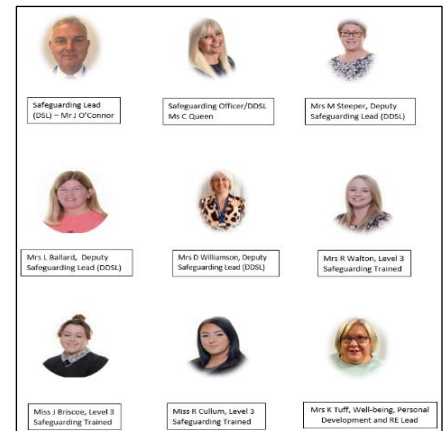 Safeguarding Lead
(DSL) – Mr J O'Connor
Safeguarding Officer/DDSL
Ms C Queen
Mrs M Steeper, Deputy
Safeguarding Lead (DDSL)
Mrs L Ballard, Deputy
Safeguarding Lead (DDSL)
Mrs D Williamson, Deputy
Safeguarding Lead (DDSL)
Mrs R Walton, Level 3
Safeguarding Trained
Miss J Briscoe, Level 3
Safeguarding Trained
Miss R Cullum, Level 3
Safeguarding Trained
Mrs K Tuff, Well-being, Personal
Development and RE Lead